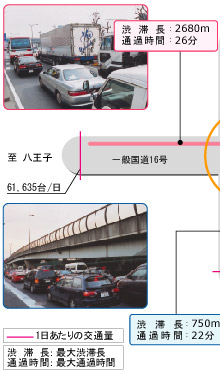 渋滞長：2680m
通過時間：26分
至 八王子
一般国道16号
61,635台/日
1日あたりの交通量
渋滞長：750m
通過時間：22分
渋滞長：最大渋滞長
通過時間：最大通過時間